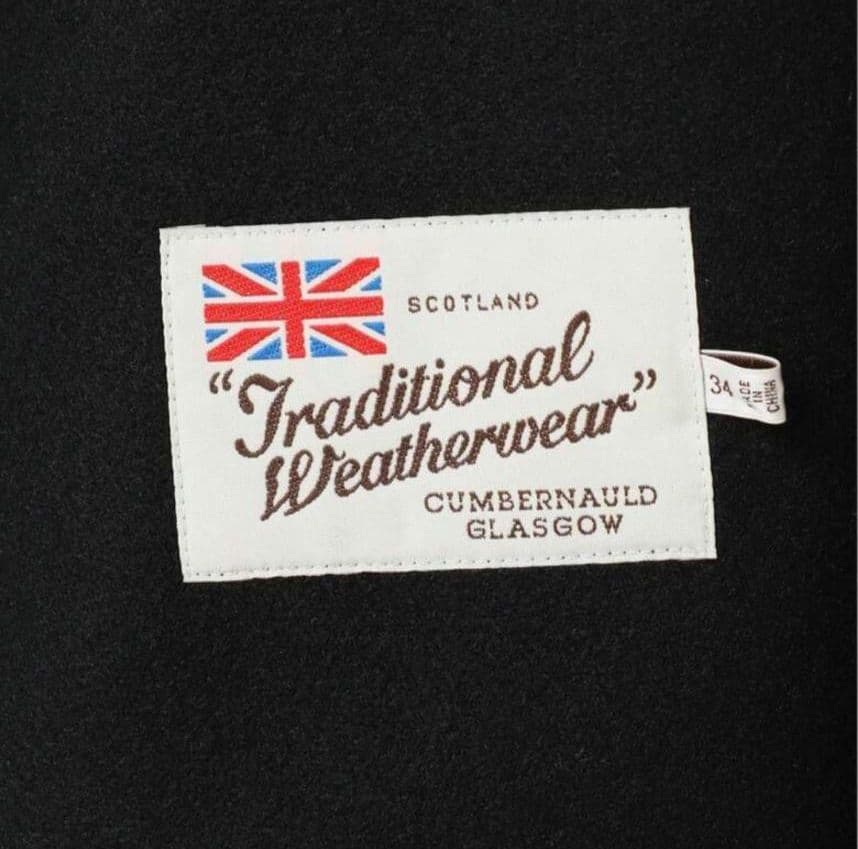 SCOTLAND
“Traditional
Weatherwear”
CUMBERNAULD
GLASGOW
34
MADE
IN
CHINA